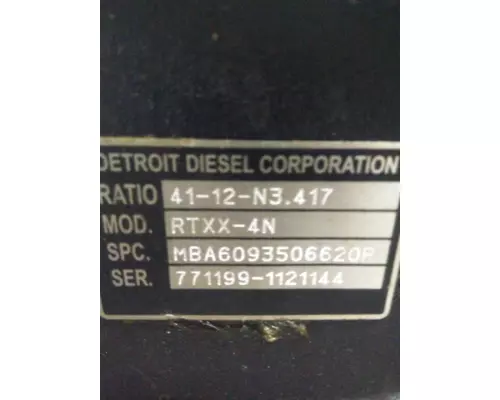 DETROIT DIESEL CORPORATION
RATIO 41-12-N3.417
MOD. RTXX-4N
SPC. MBA6093506620P
SER. 771199-1121144